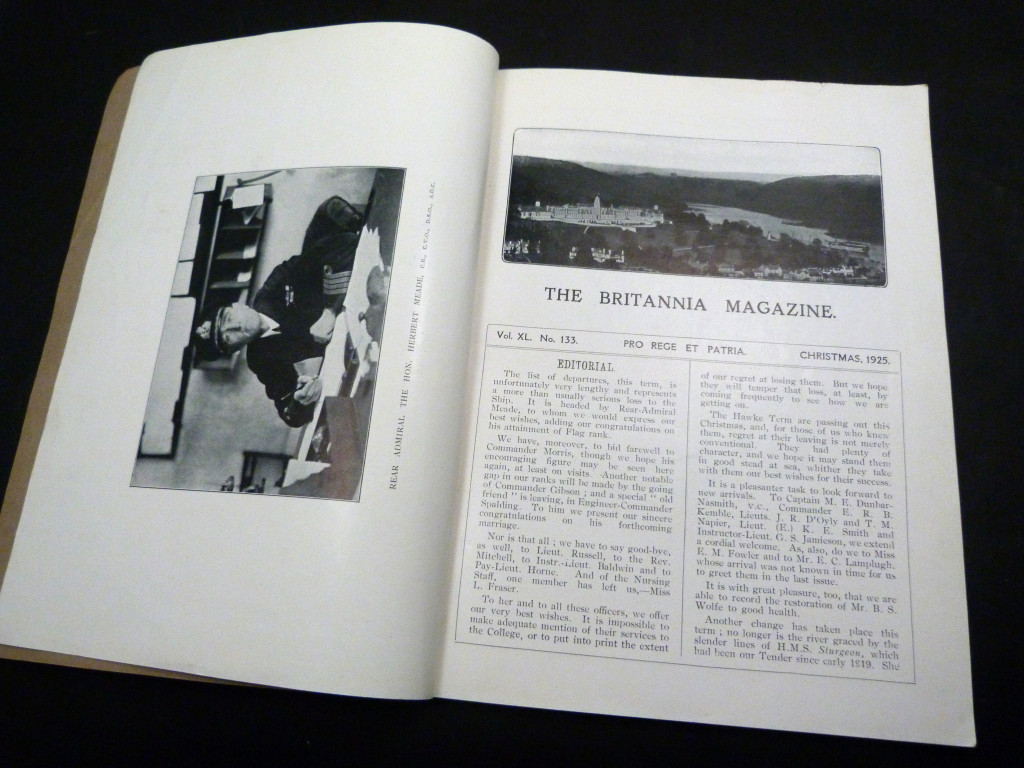 REAR ADMIRAL THE HON. HERBERT MEADE, C.B., C.V.O., D.S.O., A.D.C.
THE BRITANNIA MAGAZINE.
Vol. XL. No. 133.
PRO REGE ET PATRIA.
CHRISTMAS, 1925.
EDITORIAL.
The list of departures, this term, is
unfortunately very lengthy and represents
a more than usually serious loss to the
Ship. It is headed by Rear-Admiral
Meade, to whom we would express our
best wishes, adding our congratulations on
his attainment of Flag rank.
We have, moreover, to bid farewell to
Commander Morris, though we hope his
encouraging figure may be seen here
again, at least on visits. Another notable
gap in our ranks will be made by the going
of Commander Gibson ; and a special " old
friend " is leaving, in Engineer-Commander
Spalding. To him we present our sincere
congratulations on his forthcoming
marriage.
Nor is that all ; we have to say good-bye,
as well, to Lieut. Russell, to the Rev.
Mitchell, to Instr.-Lieut. Baldwin and to
Pay-Lieut. Horne. And of the Nursing
Staff, one member has left us,—Miss
L. Fraser.
To her and to all these officers, we offer
our very best wishes. It is impossible to
make adequate mention of their services to
the College, or to put into print the extent
of our regret at losing them. But we hope
they will temper that loss, at least, by
coming frequently to see how we are
getting on.
The Hawke Term are passing out this
Christmas, and, for those of us who knew
them, regret at their leaving is not merely
conventional. They had plenty of
character, and we hope it may stand them
in good stead at sea, whither they take
with them our best wishes for their success.
It is a pleasanter task to look forward to
new arrivals. To Captain M. E. Dunbar-
Nasmith, V.C., Commander E. R. B.
Kemble, Lieuts. J. R. D'Oyly and T. M.
Napier, Lieut. (E.) K. E. Smith and
Instructor-Lieut. G. S. Jamieson, we extend
a cordial welcome. As, also, do we to Miss
E. M. Fowler and to Mr. E. C. Lamplugh,
whose arrival was not known in time for us
to greet them in the last issue.
It is with great pleasure, too, that we are
able to record the restoration of Mr. B. S.
Wolfe to good health.
Another change has taken place this
term ; no longer is the river graced by the
slender lines of H.M.S. Sturgeon, which
had been our Tender since early 1919. She